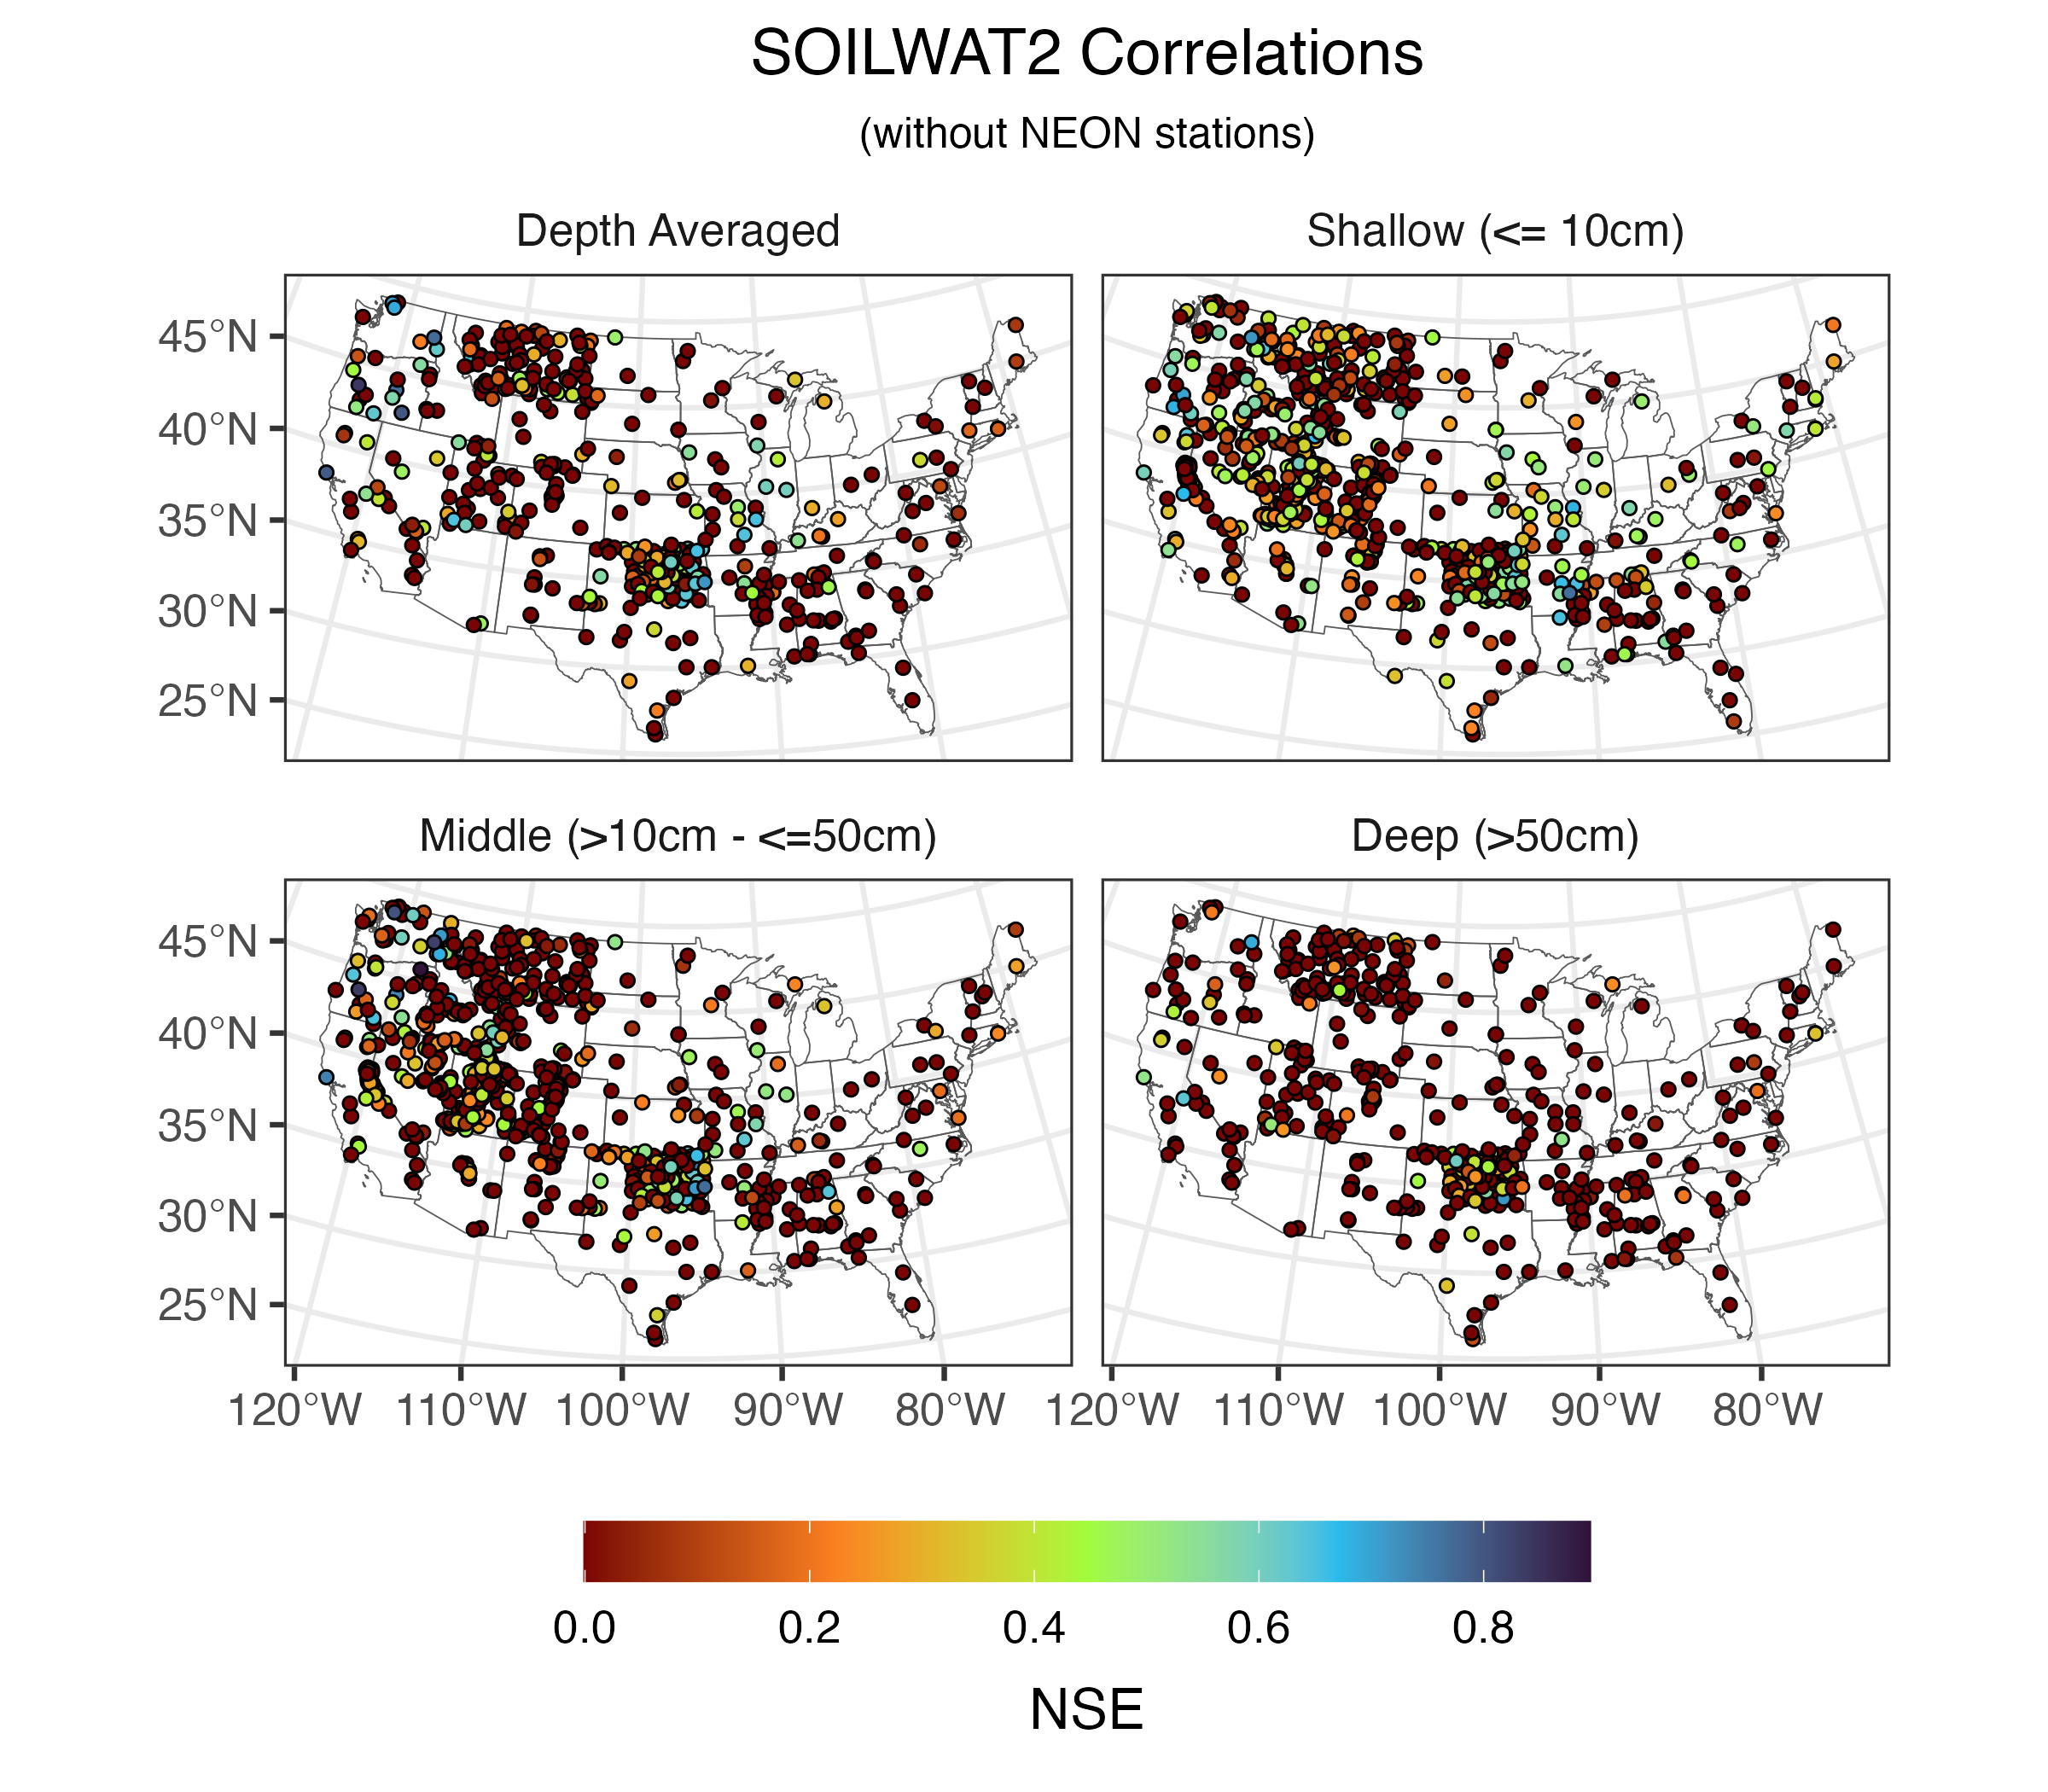 SOILWAT2 Correlations
(without NEON stations)
Depth Averaged
Shallow (<= 10cm)
45°N
40°N
35°N
30°N
25°N
Middle (>10cm - <=50cm)
Deep (>50cm)
45°N
40°N
35°N
30°N
25°N
120°W 110°W 100°W 90°W 80°W
120°W 110°W 100°W 90°W 80°W
0.0 0.2 0.4 0.6 0.8
NSE